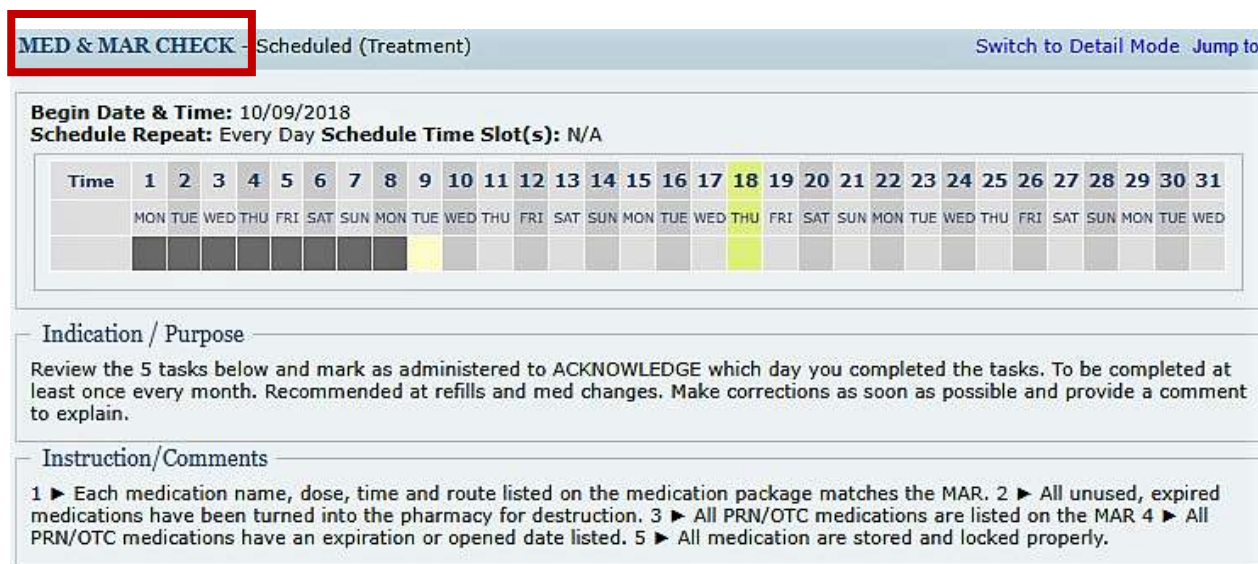 MED & MAR CHECK - Scheduled (Treatment) Switch to Detail Mode Jump to
Begin Date & Time: 10/09/2018
Schedule Repeat: Every Day Schedule Time Slot(s): N/A
Time 1 2 3 4 5 6 7 8 9 10 11 12 13 14 15 16 17 18 19 20 21 22 23 24 25 26 27 28 29 30 31
MON TUE WED THU FRI SAT SUN MON TUE WED THU FRI SAT SUN MON TUE WED THU FRI SAT SUN MON TUE WED THU FRI SAT SUN MON TUE WED
Indication / Purpose
Review the 5 tasks below and mark as administered to ACKNOWLEDGE which day you completed the tasks. To be completed at
least once every month. Recommended at refills and med changes. Make corrections as soon as possible and provide a comment
to explain.
Instruction/Comments
1 ► Each medication name, dose, time and route listed on the medication package matches the MAR. 2 ► All unused, expired
medications have been turned into the pharmacy for destruction. 3 ► All PRN/OTC medications are listed on the MAR 4 ► All
PRN/OTC medications have an expiration or opened date listed. 5 ► All medication are stored and locked properly.